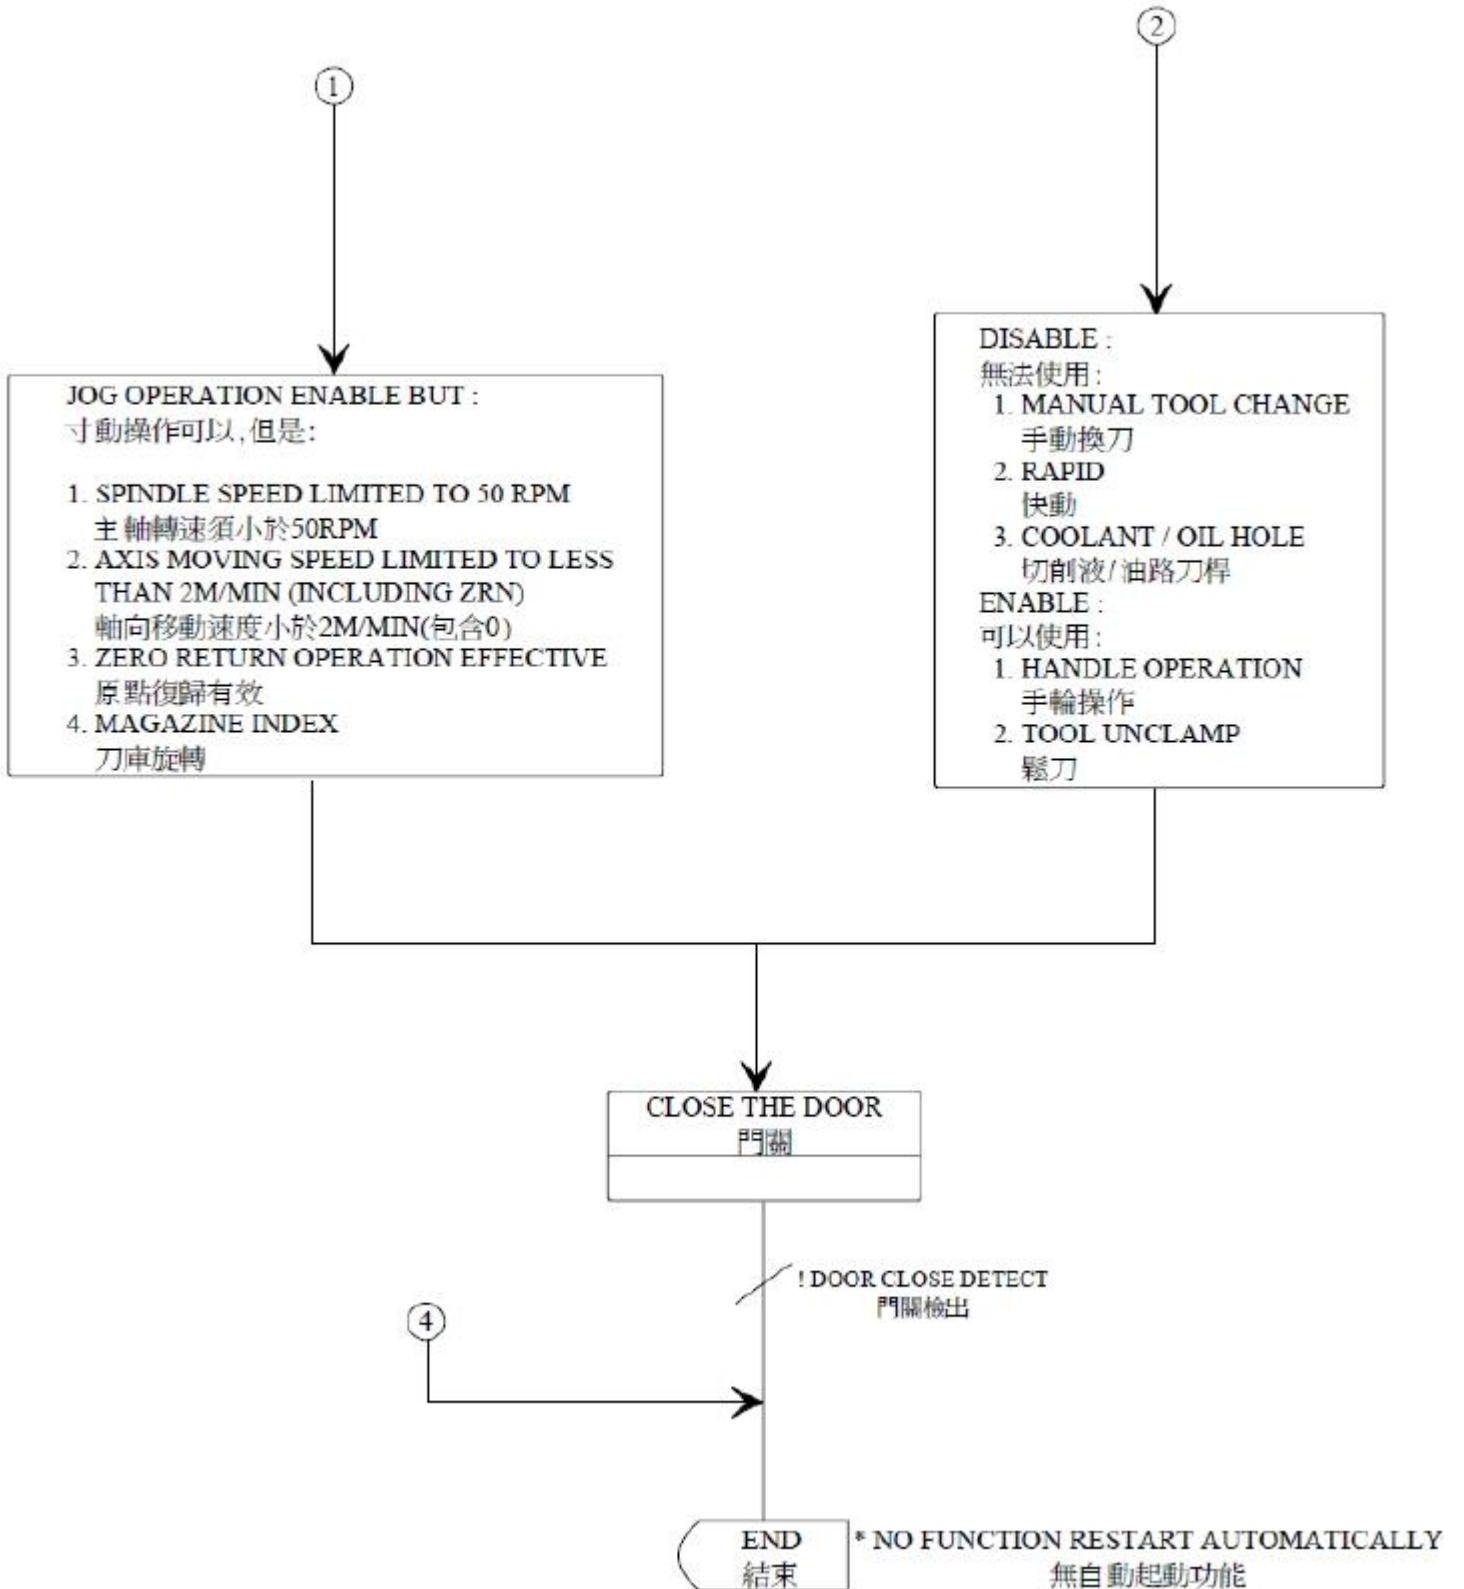 2
1
JOG OPERATION ENABLE BUT :
寸動操作可以,但是:
1. SPINDLE SPEED LIMITED TO 50 RPM
主軸轉速須小於50RPM
2. AXIS MOVING SPEED LIMITED TO LESS
THAN 2M/MIN (INCLUDING ZRN)
軸向移動速度小於2M/MIN(包含0)
3. ZERO RETURN OPERATION EFFECTIVE
原點復歸有效
4. MAGAZINE INDEX
刀庫旋轉
DISABLE :
無法使用:
1. MANUAL TOOL CHANGE
手動換刀
2. RAPID
快動
3. COOLANT / OIL HOLE
切削液/油路刀桿
ENABLE :
可以使用:
1. HANDLE OPERATION
手輪操作
2. TOOL UNCLAMP
鬆刀
CLOSE THE DOOR
門關
! DOOR CLOSE DETECT
門關檢出
4
END
結束
* NO FUNCTION RESTART AUTOMATICALLY
無自動起動功能